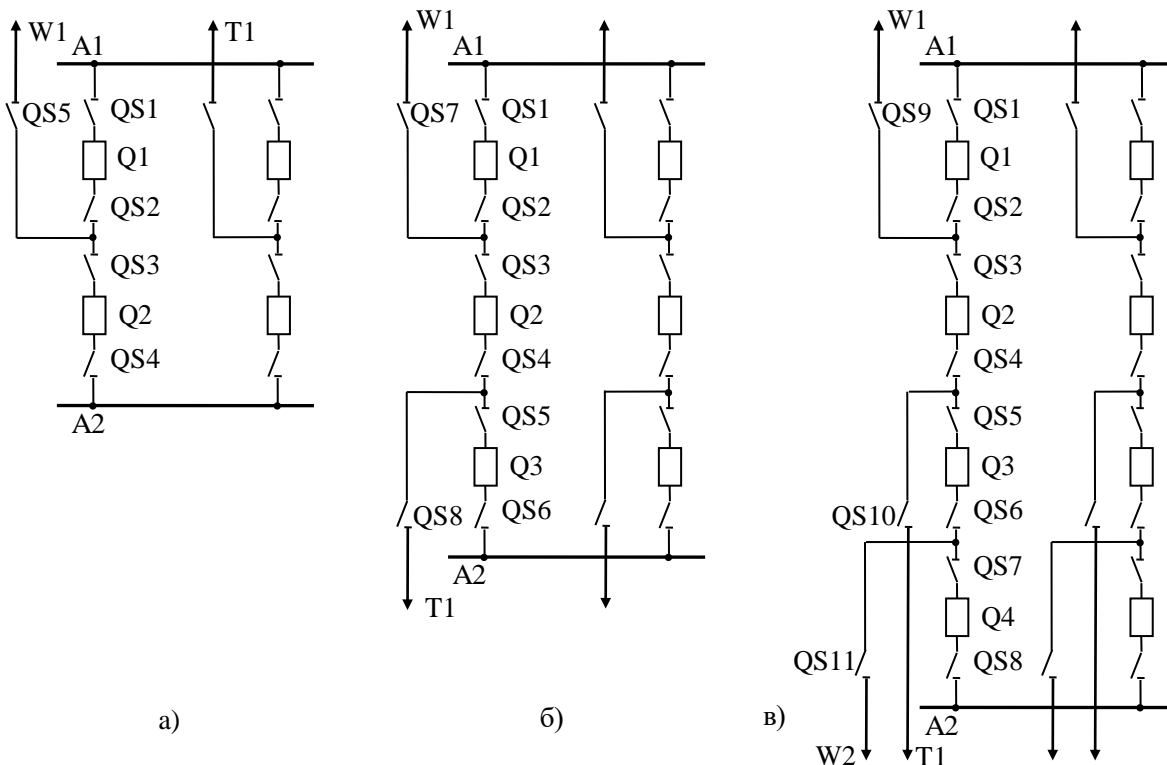 W1
T1
A1
QS5
QS1
Q1
QS2
QS3
Q2
QS4
A2
а)
W1
A1
QS7
QS1
Q1
QS2
QS3
Q2
QS4
QS5
Q3
QS8
QS6
A2
T1
б)
W1
A1
QS9
QS1
Q1
QS2
QS3
Q2
QS4
QS5
Q3
QS10
QS6
QS7
Q4
QS11
QS8
A2
W2
T1
в)